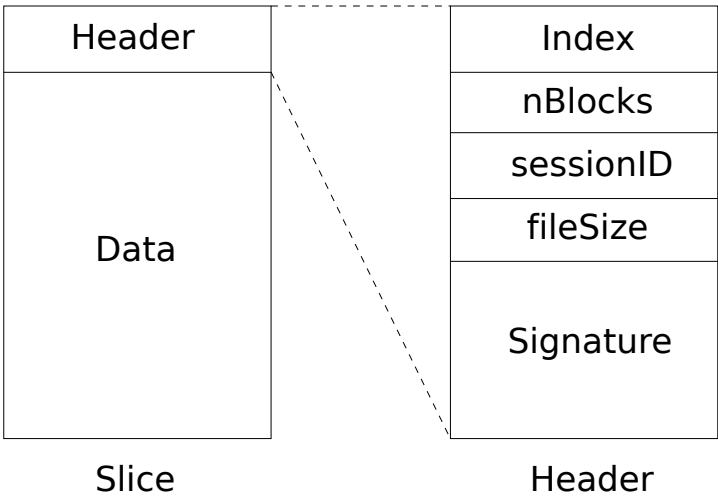 Header
Data
Slice
Index
nBlocks
sessionID
fileSize
Signature
Header